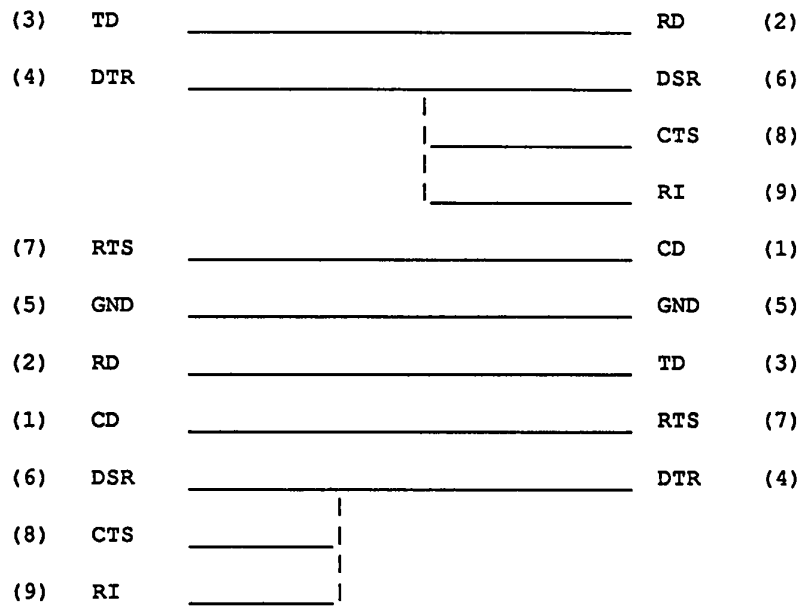 (3) TD RD (2)
(4) DTR DSR (6)
CTS (8)
RI (9)
(7) RTS CD (1)
(5) GND GND (5)
(2) RD TD (3)
(1) CD RTS (7)
(6) DSR DTR (4)
(8) CTS
(9) RI